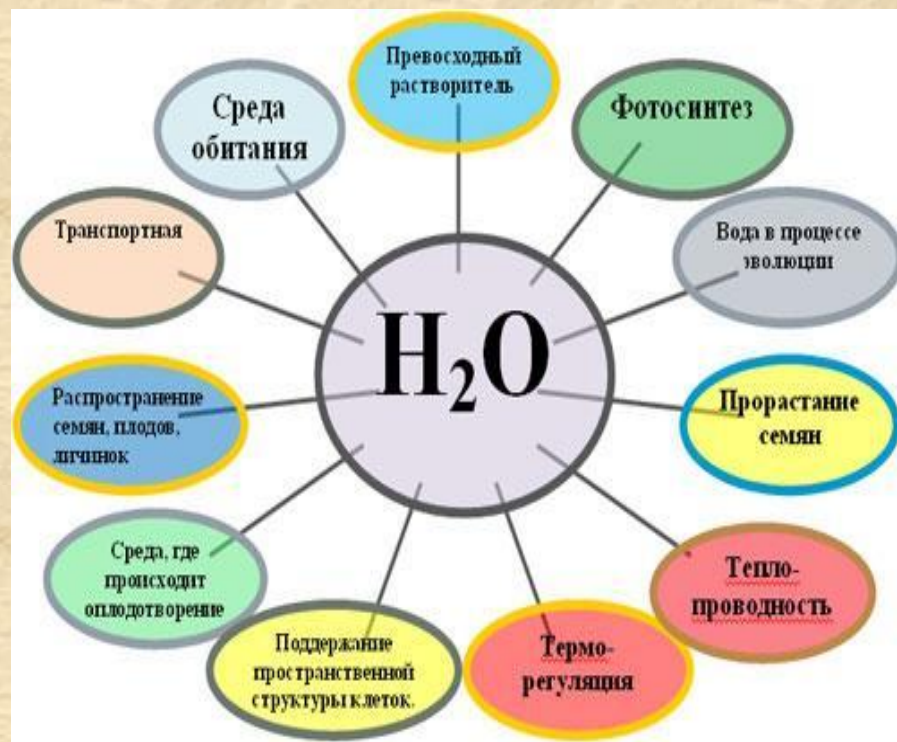 Превосходный
растворитель
Фотосинтез
Вода в процессе
эволюции
Прорастание
семян
Тепло-
проводность
Термо-
регуляция
Поддержание
пространственной
структуры клеток.
Среда, где
происходит
оплодотворение
Распространение
семян, плодов,
личинок
Транспортная
Среда
обитания
H₂O